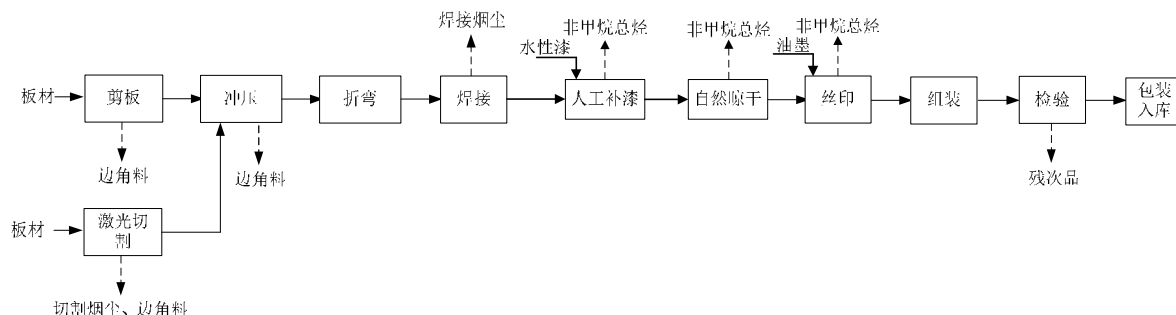 焊接烟尘
非甲烷总烃
非甲烷总烃
非甲烷总烃
水性漆
油墨
板材
剪板
冲压
折弯
焊接
人工补漆
自然晾干
丝印
组装
检验
包装
入库
边角料
边角料
残次品
板材
激光切
割
切割烟尘、边角料